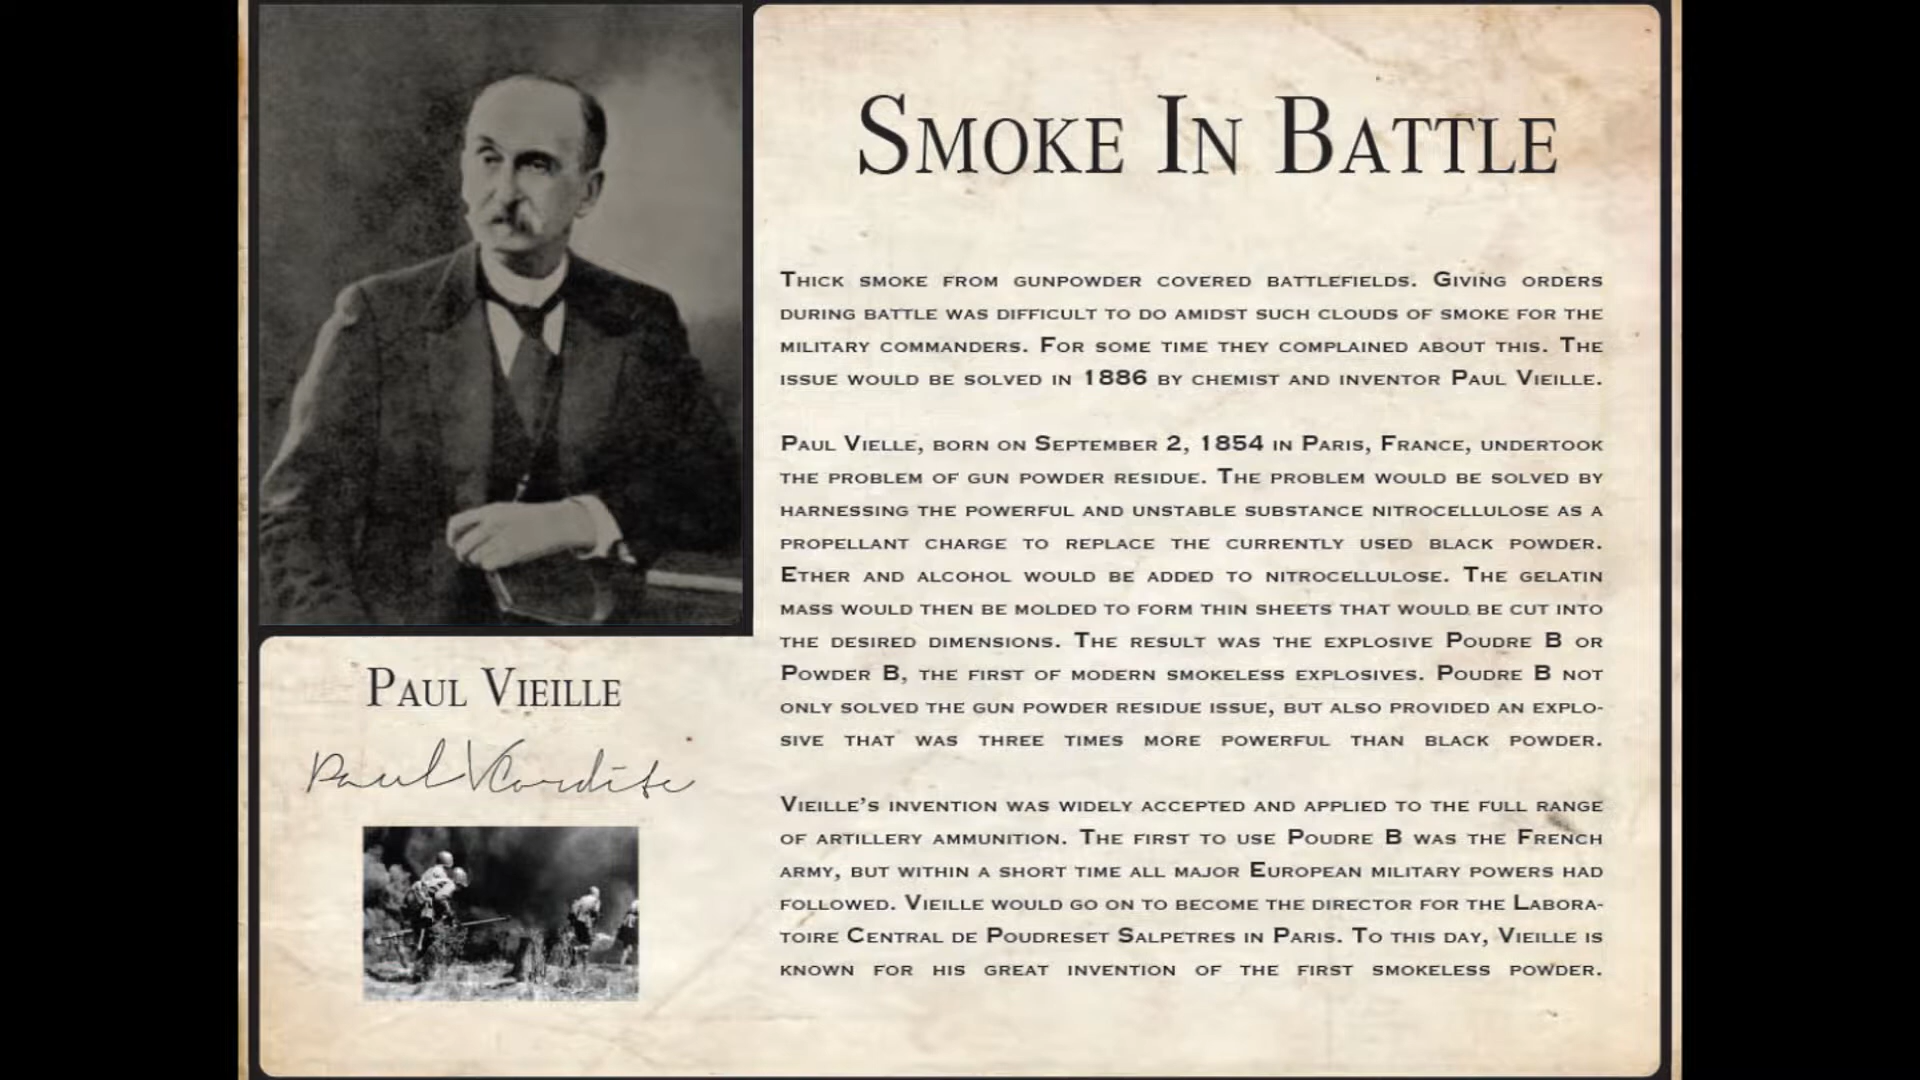 Smoke In Battle
Thick smoke from gunpowder covered battlefields. Giving orders
during battle was difficult to do amidst such clouds of smoke for the
military commanders. For some time they complained about this. The
issue would be solved in 1886 by chemist and inventor Paul Vieille.
Paul Vielle, born on September 2, 1854 in Paris, France, undertook
the problem of gun powder residue. The problem would be solved by
harnessing the powerful and unstable substance nitrocellulose as a
propellant charge to replace the currently used black powder.
Ether and alcohol would be added to nitrocellulose. The gelatin
mass would then be molded to form thin sheets that would be cut into
the desired dimensions. The result was the explosive Poudre B or
Powder B, the first of modern smokeless explosives. Poudre B not
only solved the gun powder residue issue, but also provided an explo-
sive that was three times more powerful than black powder.
Vieille's invention was widely accepted and applied to the full range
of artillery ammunition. The first to use Poudre B was the French
army, but within a short time all major European military powers had
followed. Vieille would go on to become the director for the Labora-
toire Central de Poudreset Salpetres in Paris. To this day, Vieille is
known for his great invention of the first smokeless powder.
Paul Vieille
Paul VCordite